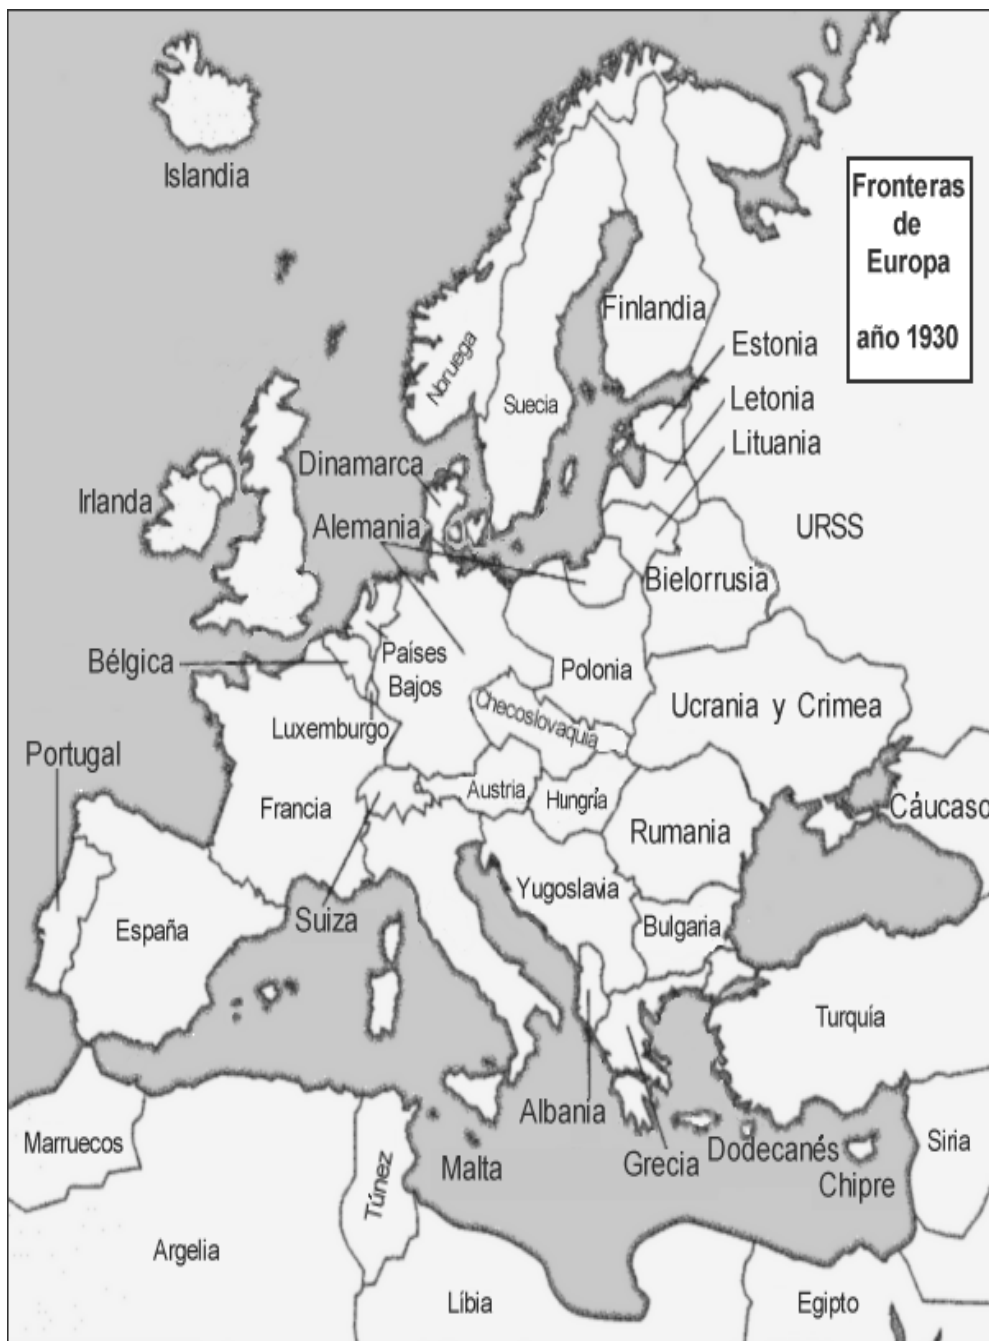 Islandia
Fronteras
de
Europa
año 1930
Finlandia
Estonia
Noruega
Letonia
Suecia
Lituania
Dinamarca
Irlanda
Alemania
URSS
Bielorrusia
Países
Bajos
Bélgica
Polonia
Ucrania y Crimea
Checoslovaquia
Luxemburgo
Portugal
Austria
Hungría
Francia
Cáucaso
Rumania
Yugoslavia
Suiza
España
Bulgaria
Turquía
Albania
Marruecos
Dodecanés
Siria
Malta
Grecia
Chipre
Túnez
Argelia
Líbia
Egipto